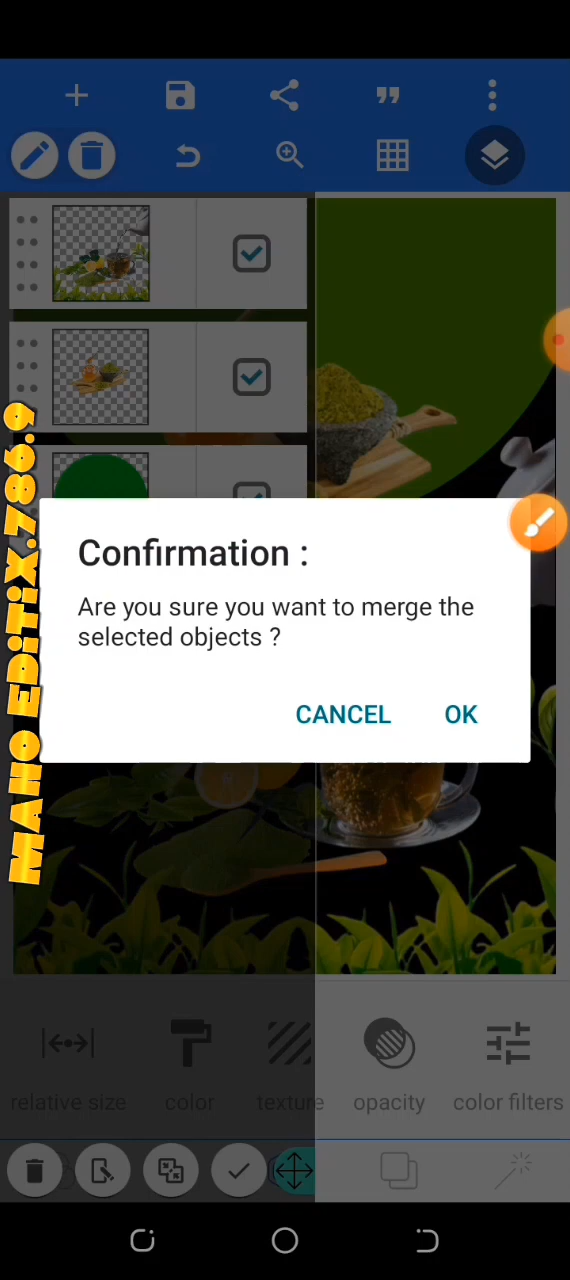 MAHO EDiTiX.786.9
Confirmation :
Are you sure you want to merge the
selected objects ?
CANCEL OK
relative size color texture opacity color filters